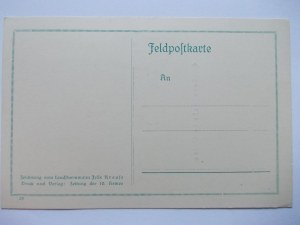 Feldpostkarte
An
Zeichnung vom Landsturmmann Fritz
Druck und Verlag: Zeitung der 10. Armee